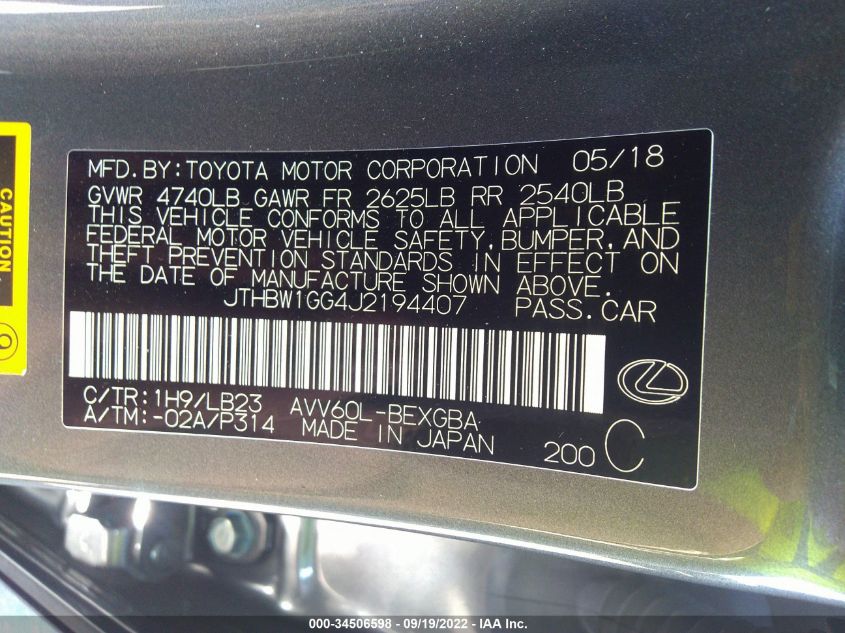 CAUTION
MFD.BY:TOYOTA MOTOR CORPORATION 05/18
GVWR 4740LB GAWR FR 2625LB RR 2540LB
THIS VEHICLE CONFORMS TO ALL APPLICABLE
FEDERAL MOTOR VEHICLE SAFETY,BUMPER,AND
THEFT PREVENTION STANDARDS IN EFFECT ON
THE DATE OF MANUFACTURE SHOWN ABOVE.
JTHBW1GG4J2194407 PASS.CAR
C/TR:1H9/LB23 AVV60L-BEXGBA
A/TM:-02A/P314 MADE IN JAPAN 200 C
000-34506598 - 09/19/2022 - IAA Inc.